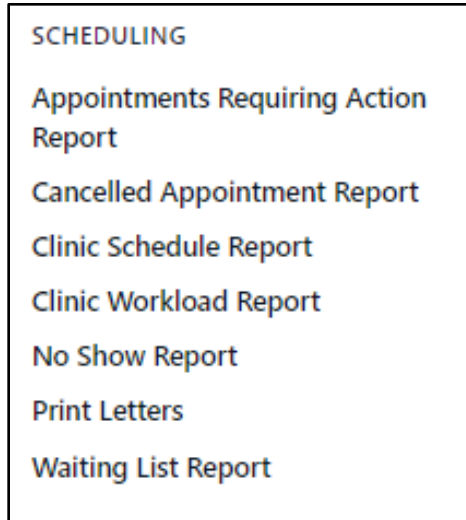 SCHEDULING
Appointments Requiring Action
Report
Cancelled Appointment Report
Clinic Schedule Report
Clinic Workload Report
No Show Report
Print Letters
Waiting List Report